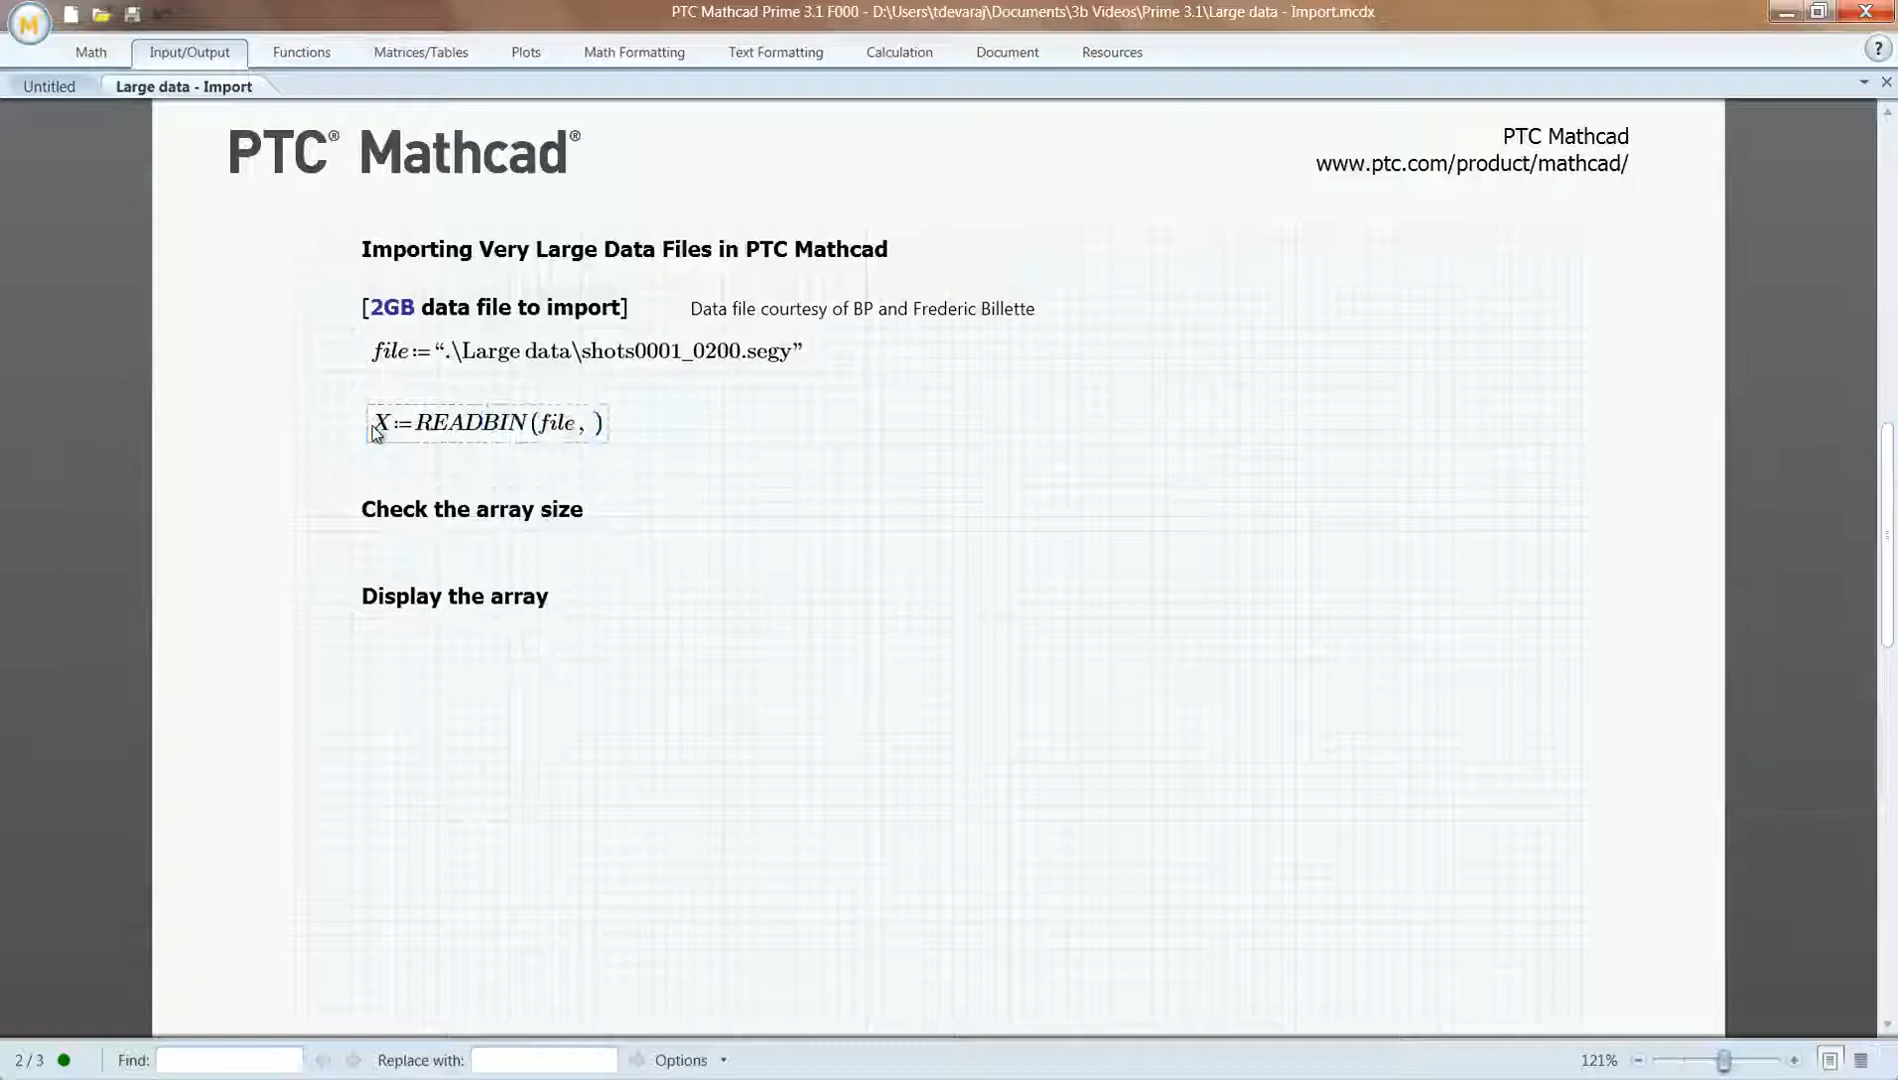 PTC Mathcad Prime 3.1 F000 - D:\Users\tdevaraj\Documents\3b Videos\Prime 3.1\Large data - Import.mcdx
Math Input/Output Functions Matrices/Tables Plots Math Formatting Text Formatting Calculation Document Resources
Untitled Large data - Import
PTC® Mathcad®
PTC Mathcad
www.ptc.com/product/mathcad/
Importing Very Large Data Files in PTC Mathcad
[2GB data file to import] Data file courtesy of BP and Frederic Billette
file:=“.\Large data\shots0001_0200.segy”
X:=READBIN(file, )
Check the array size
Display the array
2 / 3 Find: Replace with: Options 121%